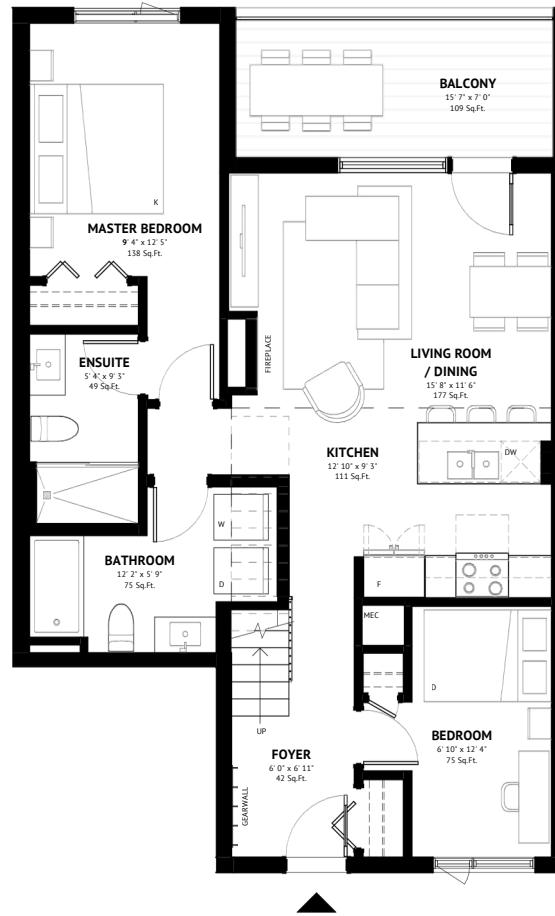 BALCONY
15' 7" x 7' 0"
109 Sq.Ft.
K
MASTER BEDROOM
9' 4" x 12' 5"
138 Sq.Ft.
ENSUITE
5' 4" x 9' 3"
49 Sq.Ft.
FIREPLACE
LIVING ROOM
/ DINING
15' 8" x 11' 6"
177 Sq.Ft.
KITCHEN
12' 10" x 9' 3"
111 Sq.Ft.
DW
W
D
F
BATHROOM
12' 2" x 5' 9"
75 Sq.Ft.
MEC
D
UP
BEDROOM
6' 10" x 12' 4"
75 Sq.Ft.
FOYER
6' 0" x 6' 11"
42 Sq.Ft.
GEARWALL